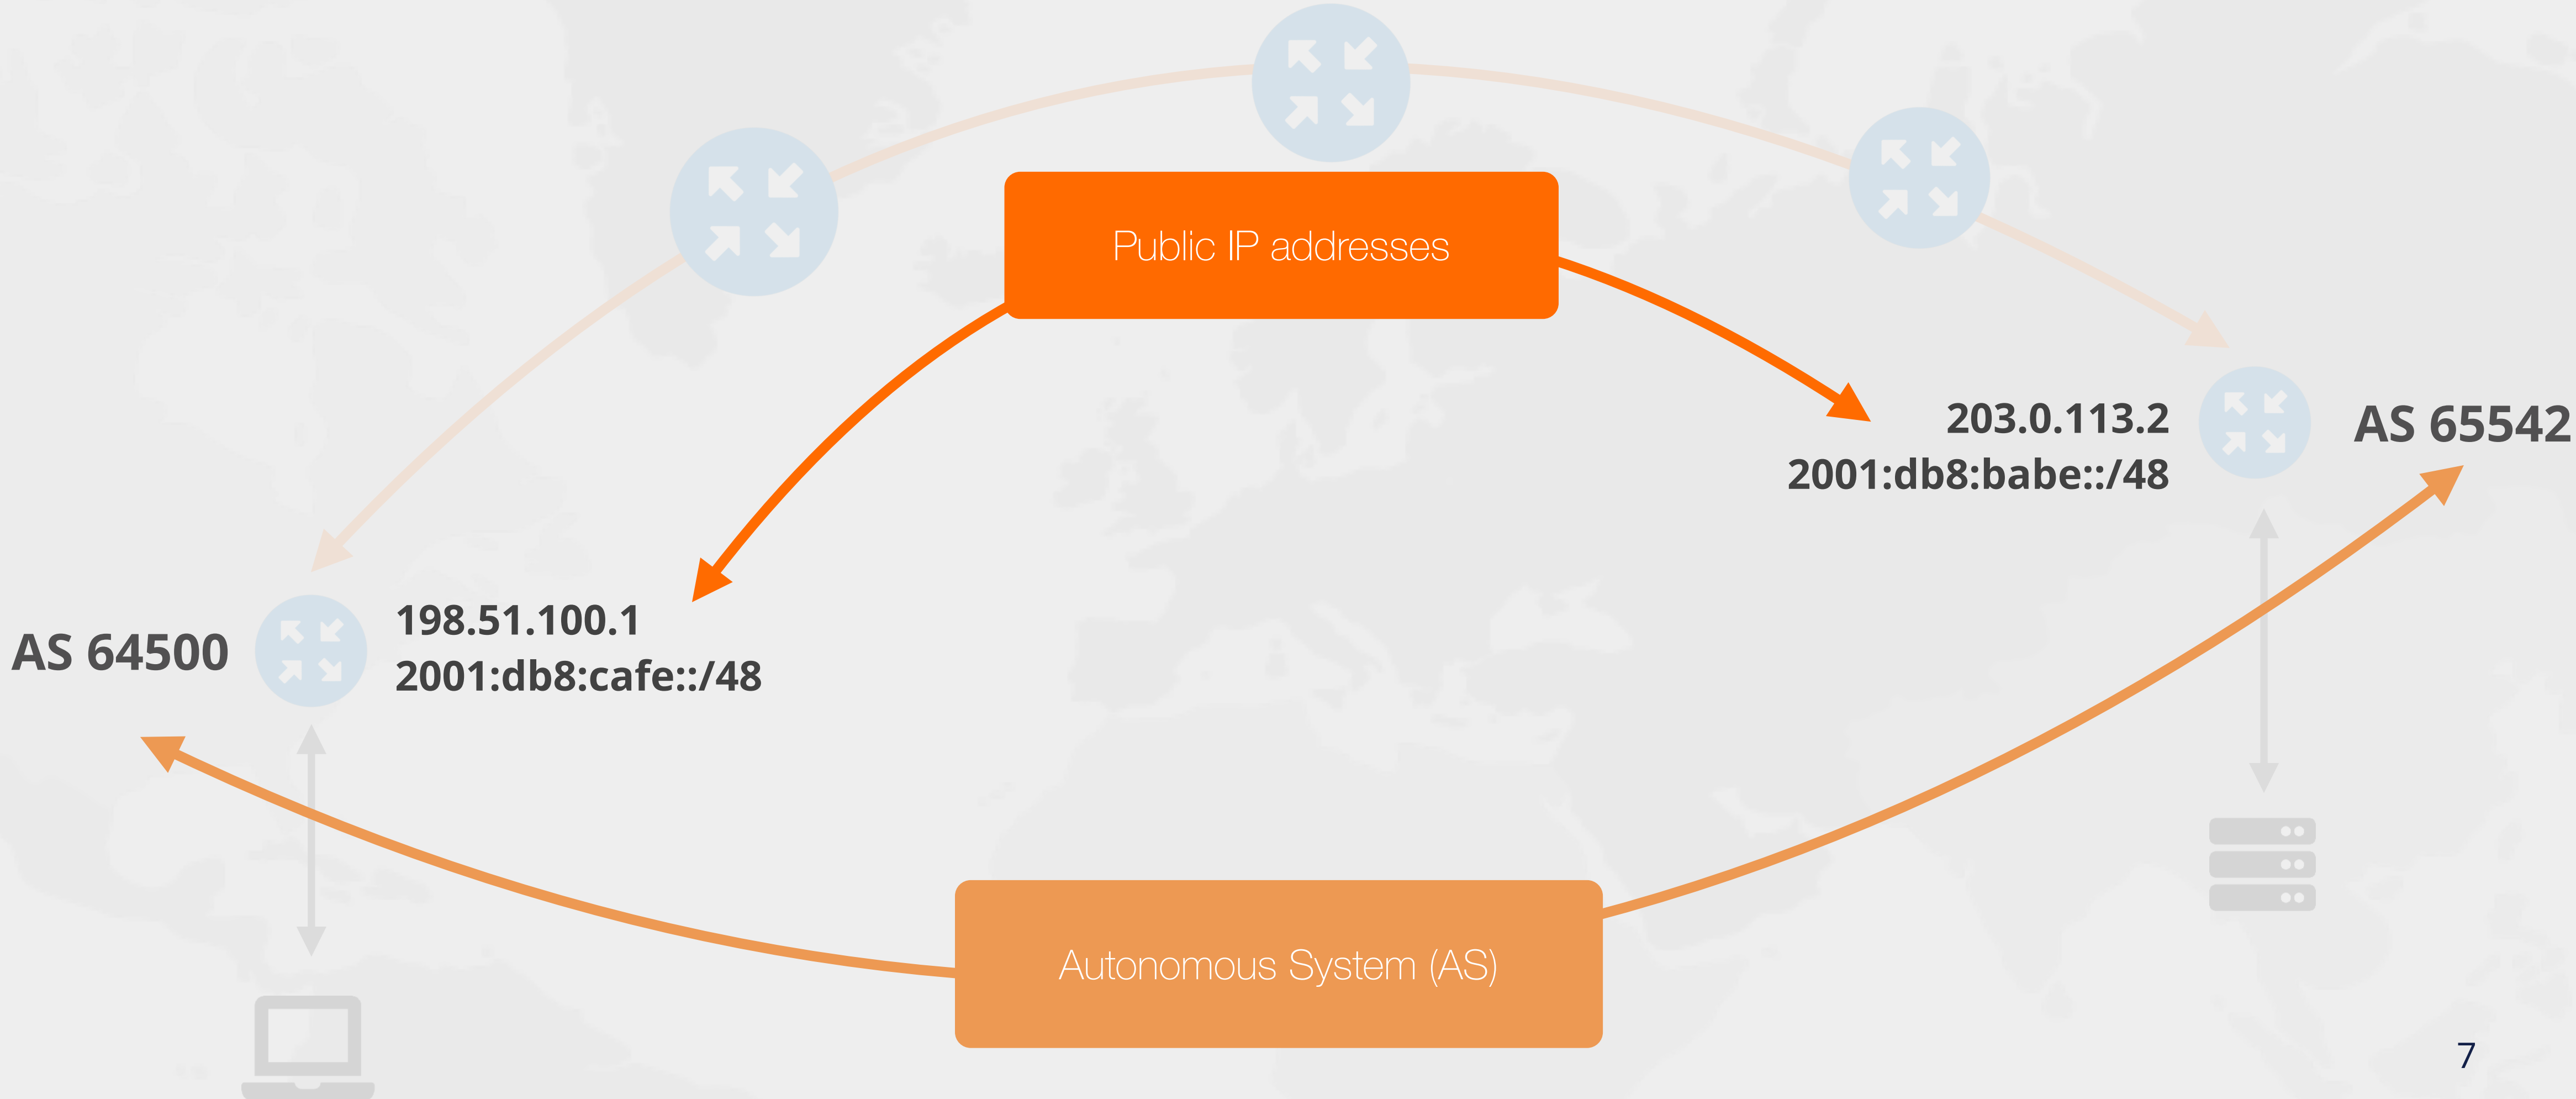 Public IP addresses
203.0.113.2
2001:db8:babe::/48
AS 65542
AS 64500
198.51.100.1
2001:db8:cafe::/48
Autonomous System (AS)
7